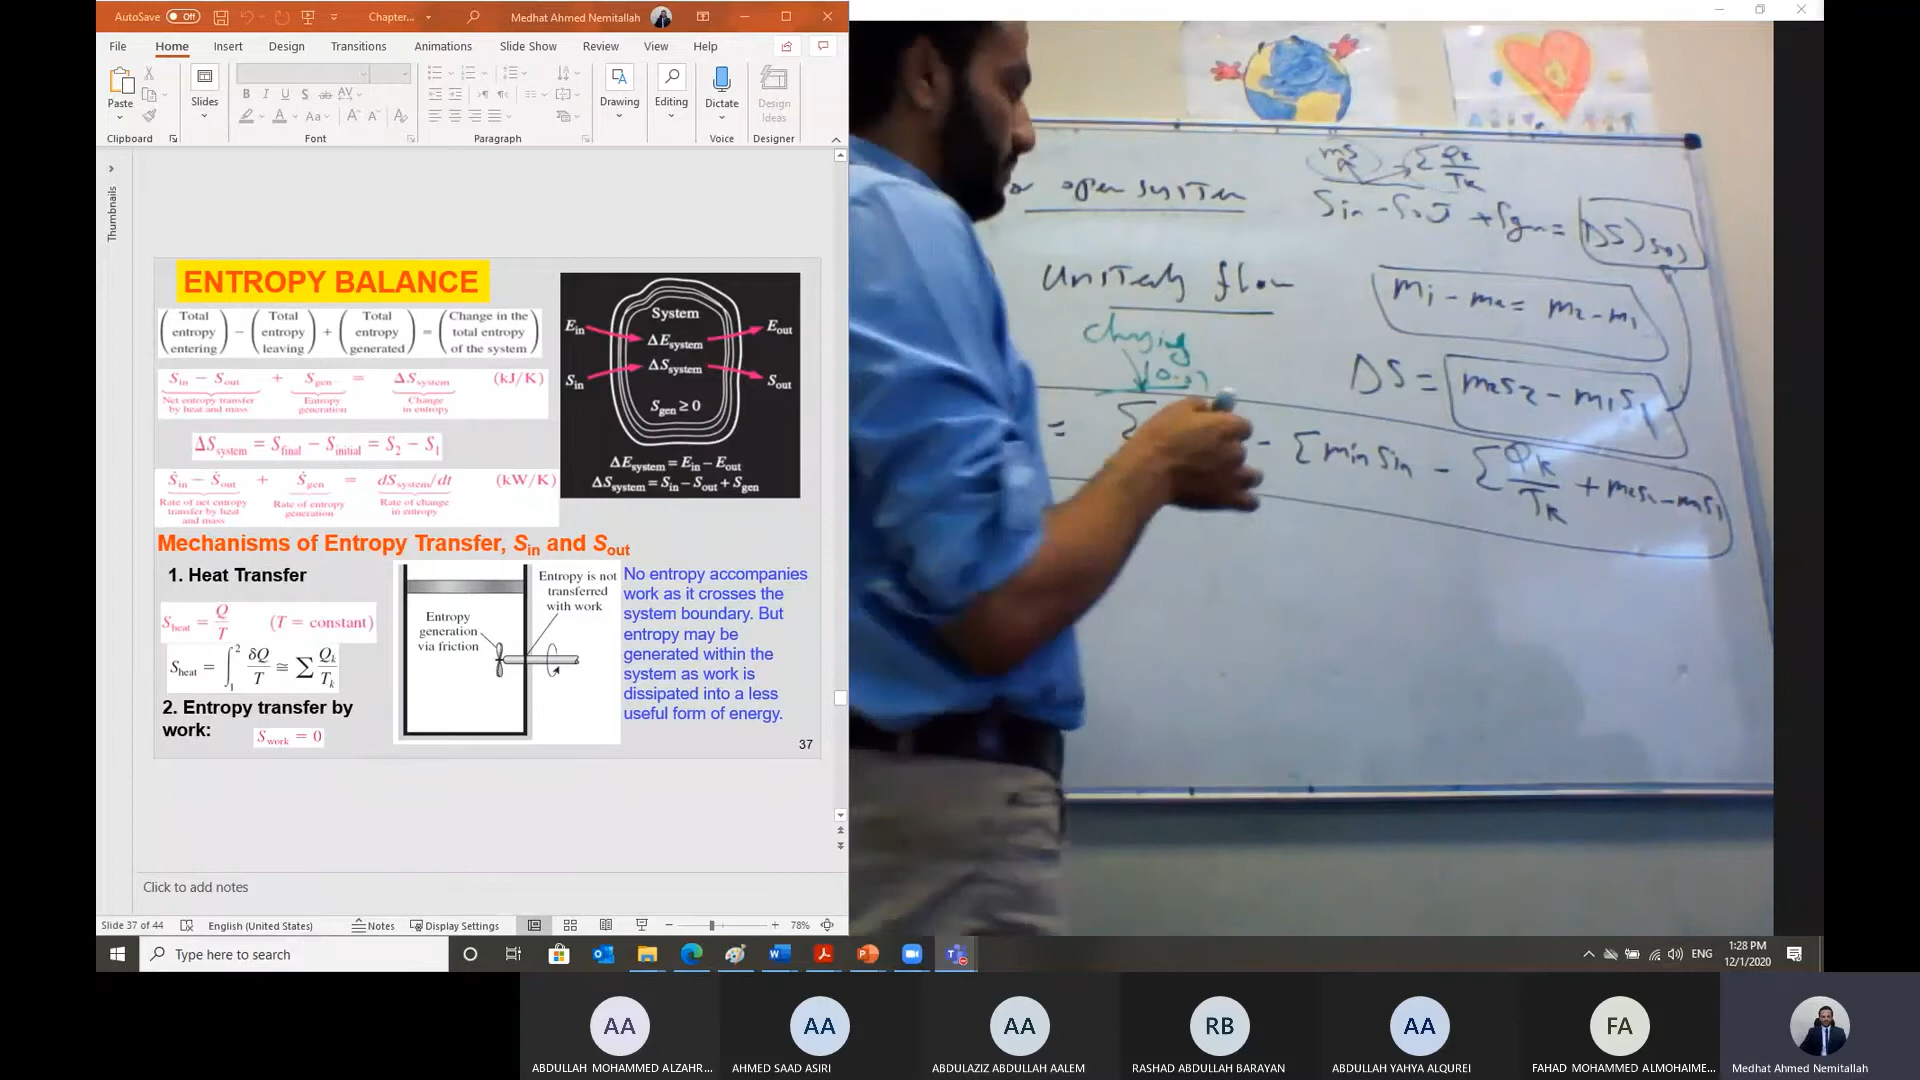 AutoSave Off
Chapter...
Medhat Ahmed Nemitallah
File Home Insert Design Transitions Animations Slide Show Review View Help
Paste
Slides
B I U S ab AV
A Aa A A
Drawing
Editing
Dictate
Design Ideas
Clipboard
Font
Paragraph
Voice
Designer
Thumbnails
ENTROPY BALANCE
(Total entropy entering) − (Total entropy leaving) + (Total entropy generated) = (Change in the total entropy of the system)
Sin − Sout + Sgen = ΔSsystem (kJ/K)
Net entropy transfer by heat and mass
Entropy generation
Change in entropy
ΔSsystem = Sfinal − Sinitial = S2 − S1
Ṡin − Ṡout + Ṡgen = dSsystem/dt (kW/K)
Rate of net entropy transfer by heat and mass
Rate of entropy generation
Rate of change in entropy
System
Ein
ΔEsystem
Eout
Sin
ΔSsystem
Sout
Sgen ≥ 0
ΔEsystem = Ein − Eout
ΔSsystem = Sin − Sout + Sgen
Mechanisms of Entropy Transfer, Sin and Sout
1. Heat Transfer
Sheat = Q/T (T = constant)
Sheat = ∫₁² δQ/T ≅ ∑ Qk/Tk
2. Entropy transfer by
work:
Swork = 0
Entropy is not
transferred
with work
Entropy
generation
via friction
No entropy accompanies
work as it crosses the
system boundary. But
entropy may be
generated within the
system as work is
dissipated into a less
useful form of energy.
37
Click to add notes
Slide 37 of 44
English (United States)
Notes
Display Settings
78%
Type here to search
ENG
1:28 PM
12/1/2020
open system
ms Σ Qk/Tk
Sin - Sout + Sgen = ΔS)sys
Unsteady flow
mi - me = m2 - m1
charging
ΔS = m2s2 - m1s1
= Σ - Σ min sin - Σ Qk/Tk + m2s2 - m1s1
AA
AA
AA
RB
AA
FA
ABDULLAH MOHAMMED ALZAHR...
AHMED SAAD ASIRI
ABDULAZIZ ABDULLAH AALEM
RASHAD ABDULLAH BARAYAN
ABDULLAH YAHYA ALQUREI
FAHAD MOHAMMED ALMOHAIME...
Medhat Ahmed Nemitallah